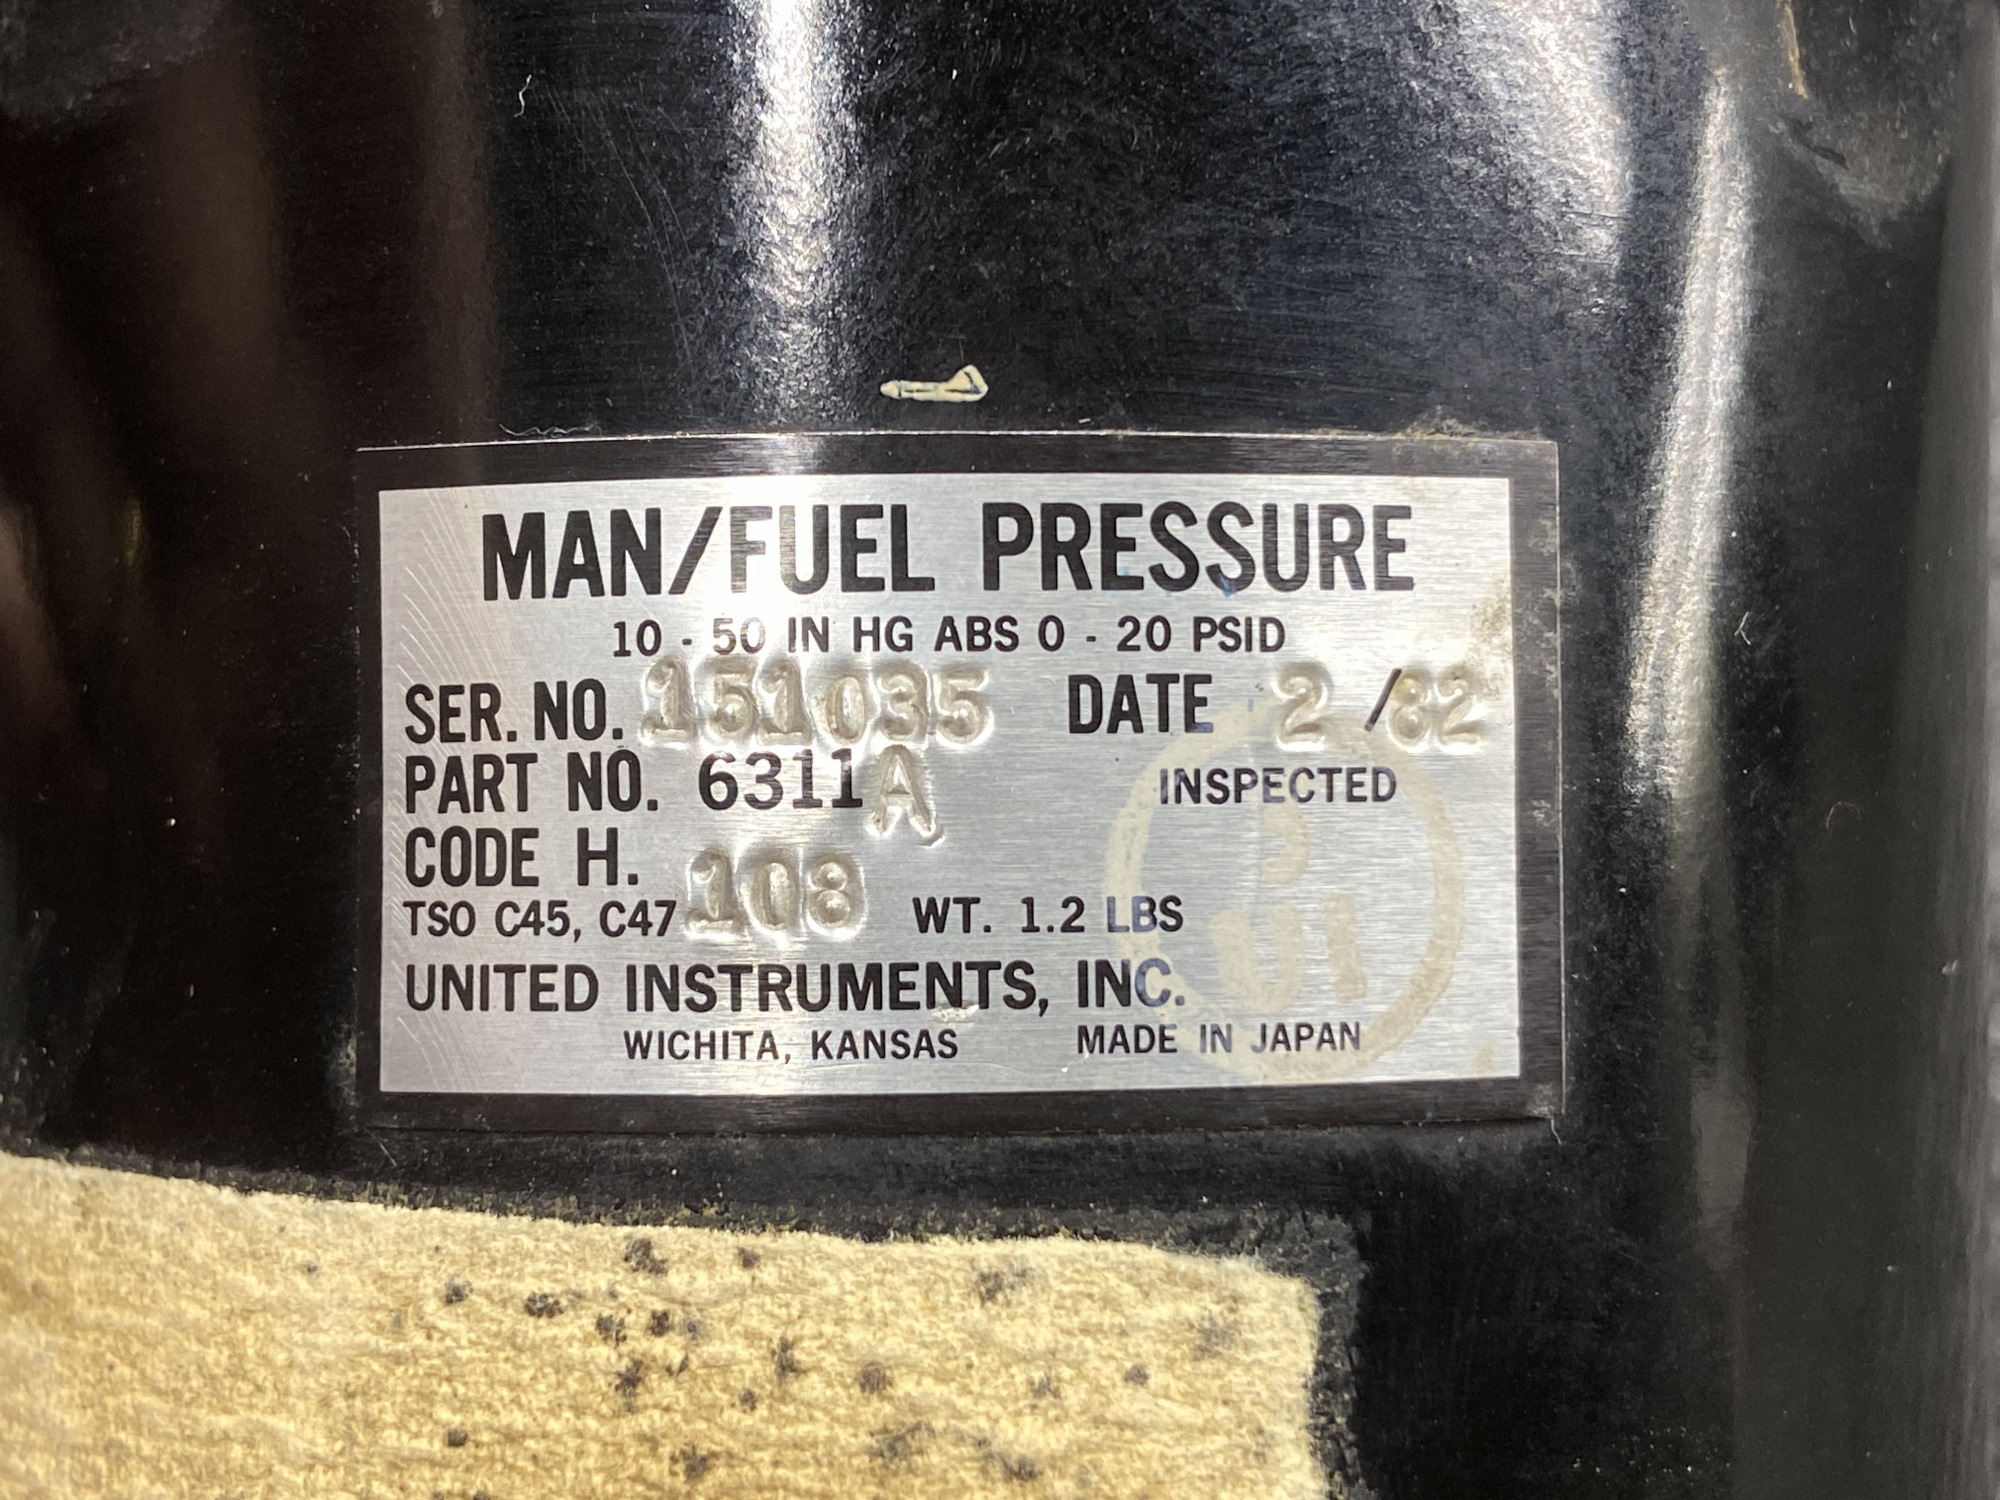 MAN/FUEL PRESSURE
10 - 50 IN HG ABS 0 - 20 PSID
SER. NO. 151035 DATE 2 /82
PART NO. 6311A INSPECTED
CODE H. 108
TSO C45, C47 WT. 1.2 LBS
UNITED INSTRUMENTS, INC.
WICHITA, KANSAS MADE IN JAPAN